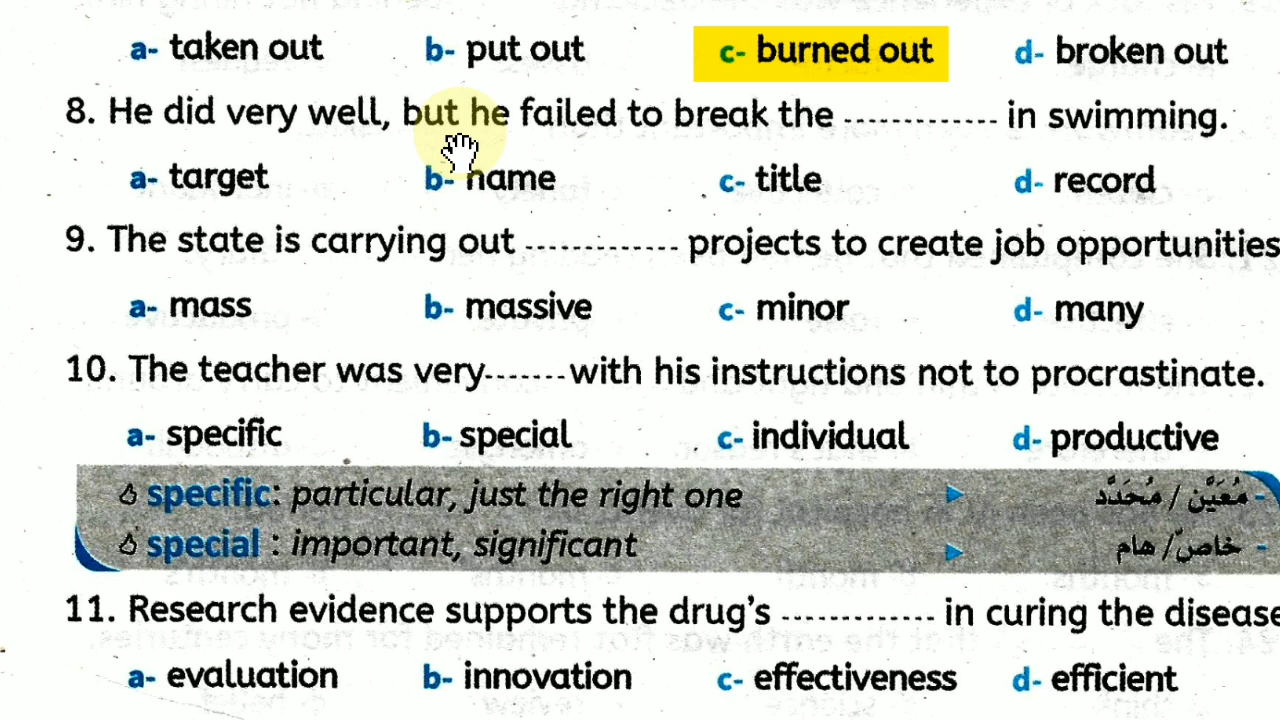 a- taken out b- put out c- burned out d- broken out
8. He did very well, but he failed to break the ------------- in swimming.
a- target b- name c- title d- record
9. The state is carrying out ------------- projects to create job opportunities
a- mass b- massive c- minor d- many
10. The teacher was very-------with his instructions not to procrastinate.
a- specific b- special c- individual d- productive
specific: particular, just the right one - مُعَيَّن / مُحَدَّد
special : important, significant - خاصّ / هام
11. Research evidence supports the drug's ------------- in curing the disease
a- evaluation b- innovation c- effectiveness d- efficient